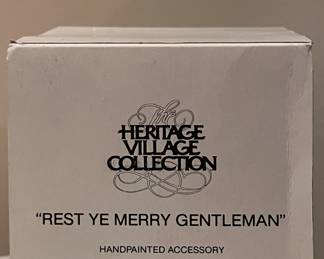 The
HERITAGE
VILLAGE
COLLECTION
"REST YE MERRY GENTLEMAN"
HANDPAINTED ACCESSORY